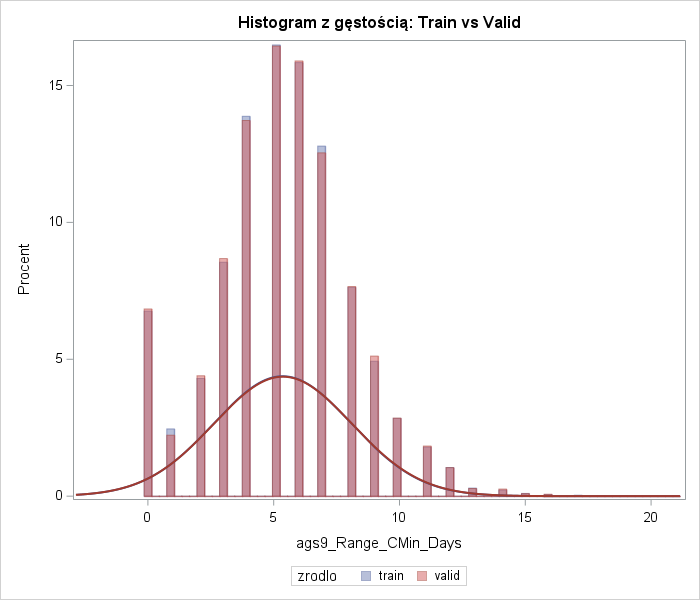 Histogram z gęstością: Train vs Valid
15
10
5
0
Procent
0 5 10 15 20
ags9_Range_CMin_Days
zrodlo train valid